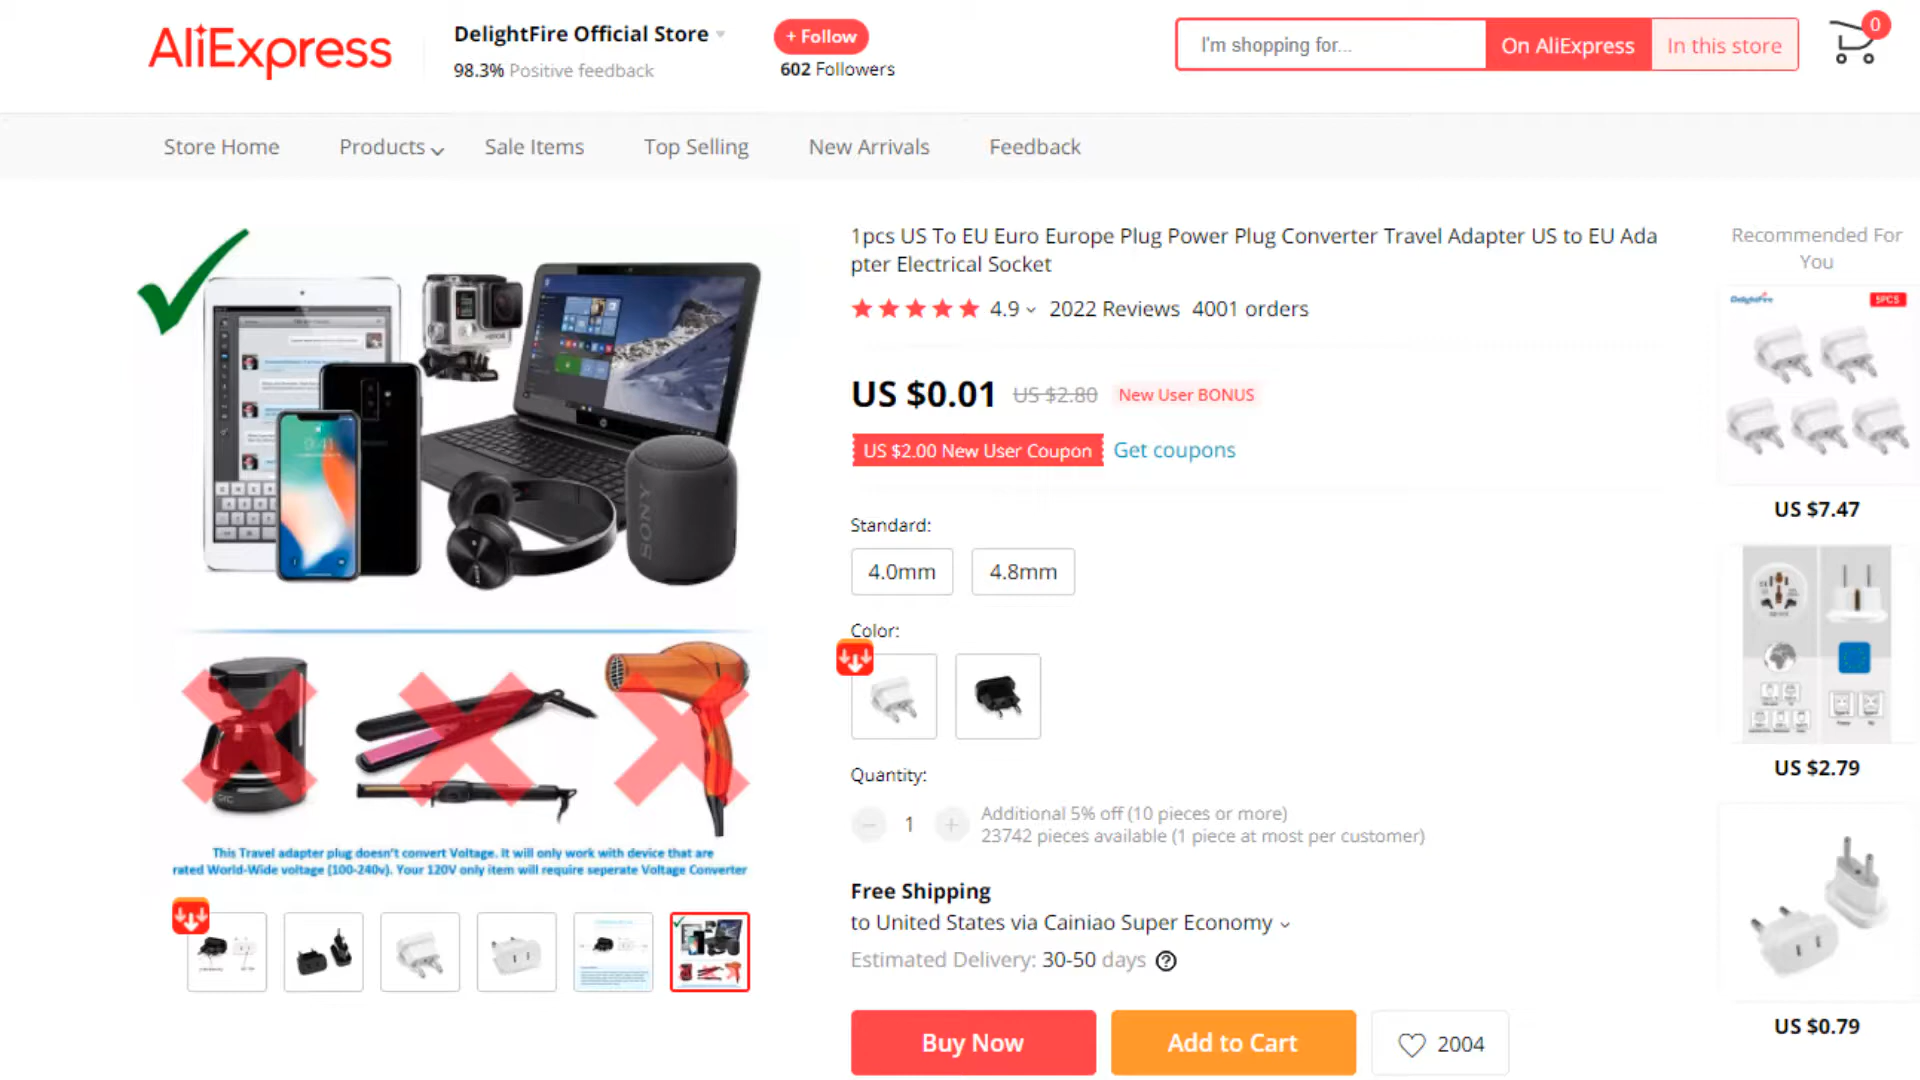 AliExpress
DelightFire Official Store
98.3% Positive feedback
+ Follow
602 Followers
I'm shopping for...
On AliExpress
In this store
0
Store Home
Products
Sale Items
Top Selling
New Arrivals
Feedback
SONY
This Travel adapter plug doesn't convert Voltage. It will only work with device that are
rated World-Wide voltage (100-240v). Your 120V only item will require seperate Voltage Converter
1pcs US To EU Euro Europe Plug Power Plug Converter Travel Adapter US to EU Ada
pter Electrical Socket
4.9
2022 Reviews
4001 orders
US $0.01
US $2.80
New User BONUS
US $2.00 New User Coupon
Get coupons
Standard:
4.0mm
4.8mm
Color:
Quantity:
1
Additional 5% off (10 pieces or more)
23742 pieces available (1 piece at most per customer)
Free Shipping
to United States via Cainiao Super Economy
Estimated Delivery: 30-50 days
Buy Now
Add to Cart
2004
Recommended For
You
DelightFire
5PCS
US $7.47
US $2.79
US $0.79